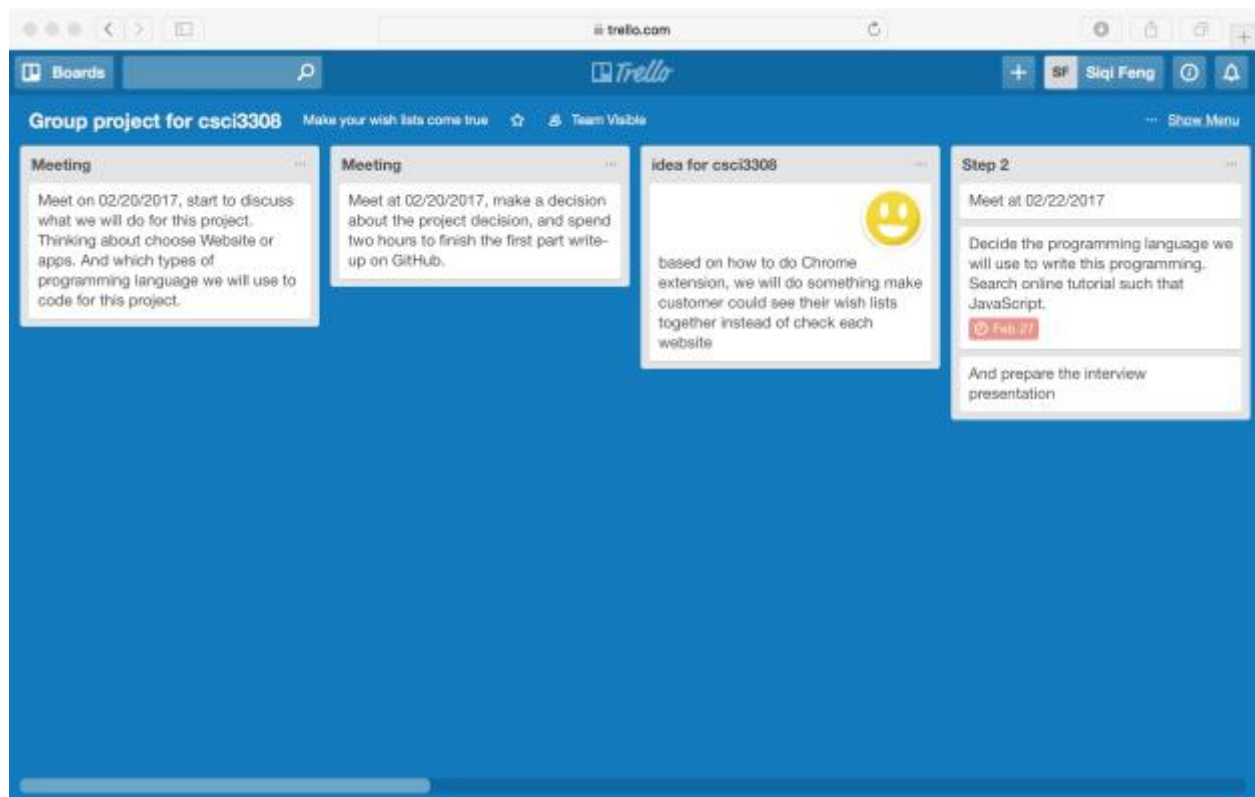 trello.com
Boards
Trello
SF Siqi Feng
Group project for csci3308 Make your wish lists come true Team Visible ... Show Menu
Meeting
Meet on 02/20/2017, start to discuss
what we will do for this project.
Thinking about choose Website or
apps. And which types of
programming language we will use to
code for this project.
Meeting
Meet at 02/20/2017, make a decision
about the project decision, and spend
two hours to finish the first part write-
up on GitHub.
idea for csci3308
based on how to do Chrome
extension, we will do something make
customer could see their wish lists
together instead of check each
website
Step 2
Meet at 02/22/2017
Decide the programming language we
will use to write this programming.
Search online tutorial such that
JavaScript.
Feb 27
And prepare the interview
presentation